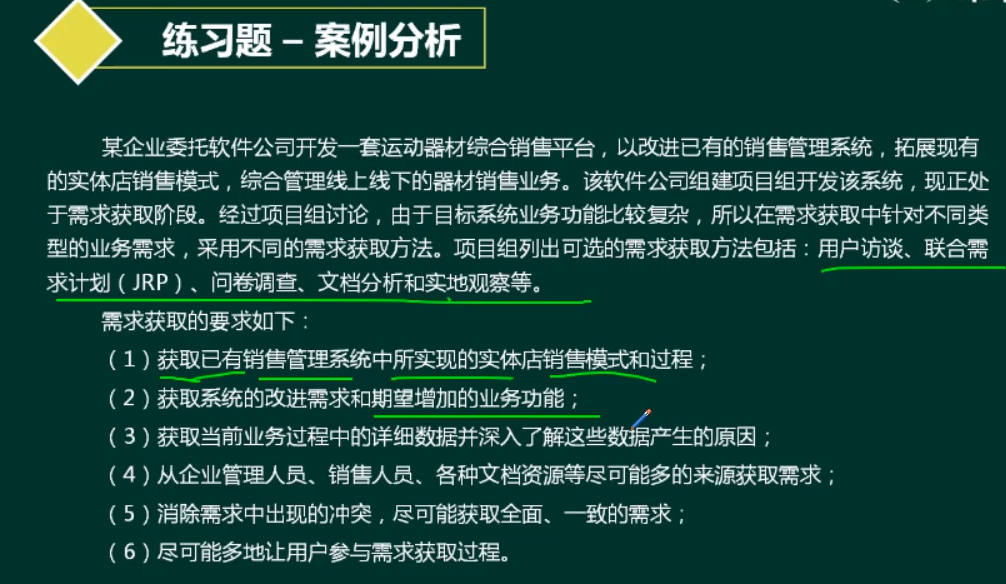 练习题 – 案例分析
某企业委托软件公司开发一套运动器材综合销售平台，以改进已有的销售管理系统，拓展现有
的实体店销售模式，综合管理线上线下的器材销售业务。该软件公司组建项目组开发该系统，现正处
于需求获取阶段。经过项目组讨论，由于目标系统业务功能比较复杂，所以在需求获取中针对不同类
型的业务需求，采用不同的需求获取方法。项目组列出可选的需求获取方法包括：用户访谈、联合需
求计划（JRP）、问卷调查、文档分析和实地观察等。
需求获取的要求如下：
（1）获取已有销售管理系统中所实现的实体店销售模式和过程；
（2）获取系统的改进需求和期望增加的业务功能；
（3）获取当前业务过程中的详细数据并深入了解这些数据产生的原因；
（4）从企业管理人员、销售人员、各种文档资源等尽可能多的来源获取需求；
（5）消除需求中出现的冲突，尽可能获取全面、一致的需求；
（6）尽可能多地让用户参与需求获取过程。